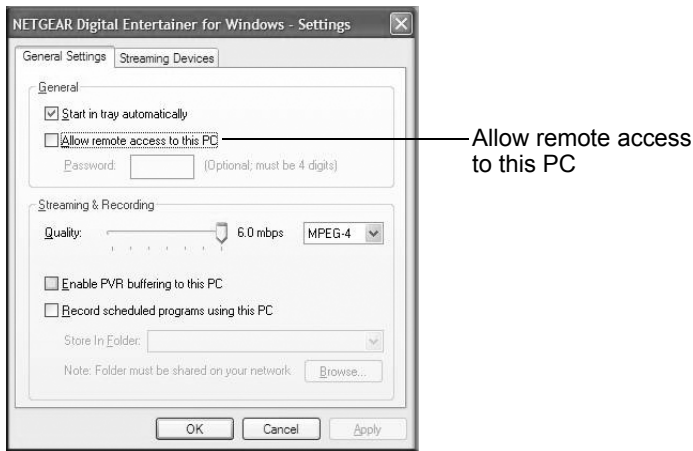 NETGEAR Digital Entertainer for Windows - Settings
General Settings
Streaming Devices
General
Start in tray automatically
Allow remote access to this PC
Password:
(Optional; must be 4 digits)
Streaming & Recording
Quality:
6.0 mbps
MPEG-4
Enable PVR buffering to this PC
Record scheduled programs using this PC
Store In Folder:
Note: Folder must be shared on your network.
Browse...
OK
Cancel
Apply
Allow remote access
to this PC